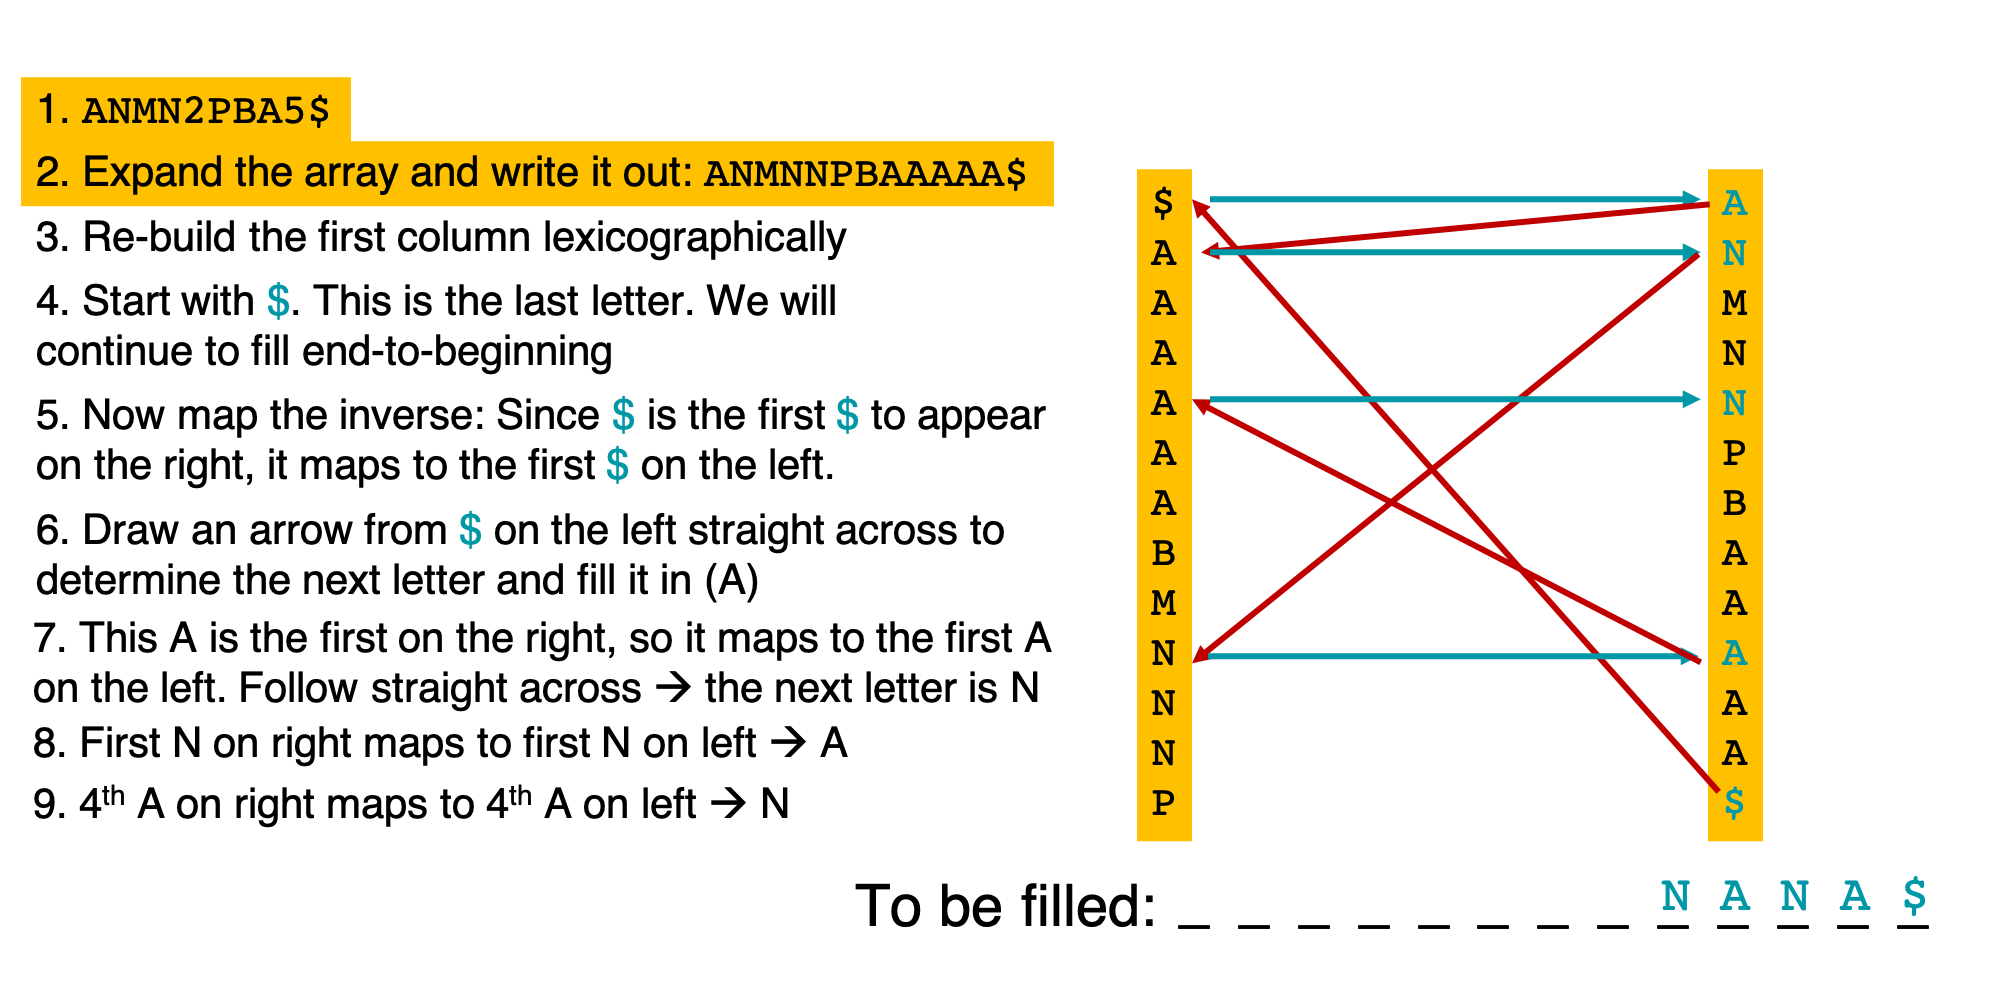 1. ANMN2PBA5$
2. Expand the array and write it out: ANMNNPBAAAAA$
3. Re-build the first column lexicographically
4. Start with $. This is the last letter. We will
continue to fill end-to-beginning
5. Now map the inverse: Since $ is the first $ to appear
on the right, it maps to the first $ on the left.
6. Draw an arrow from $ on the left straight across to
determine the next letter and fill it in (A)
7. This A is the first on the right, so it maps to the first A
on the left. Follow straight across → the next letter is N
8. First N on right maps to first N on left → A
9. 4th A on right maps to 4th A on left → N
$
A
A
A
A
A
A
B
M
N
N
N
P
A
N
M
N
N
P
B
A
A
A
A
A
$
To be filled: _ _ _ _ _ _ _ _ N A N A $